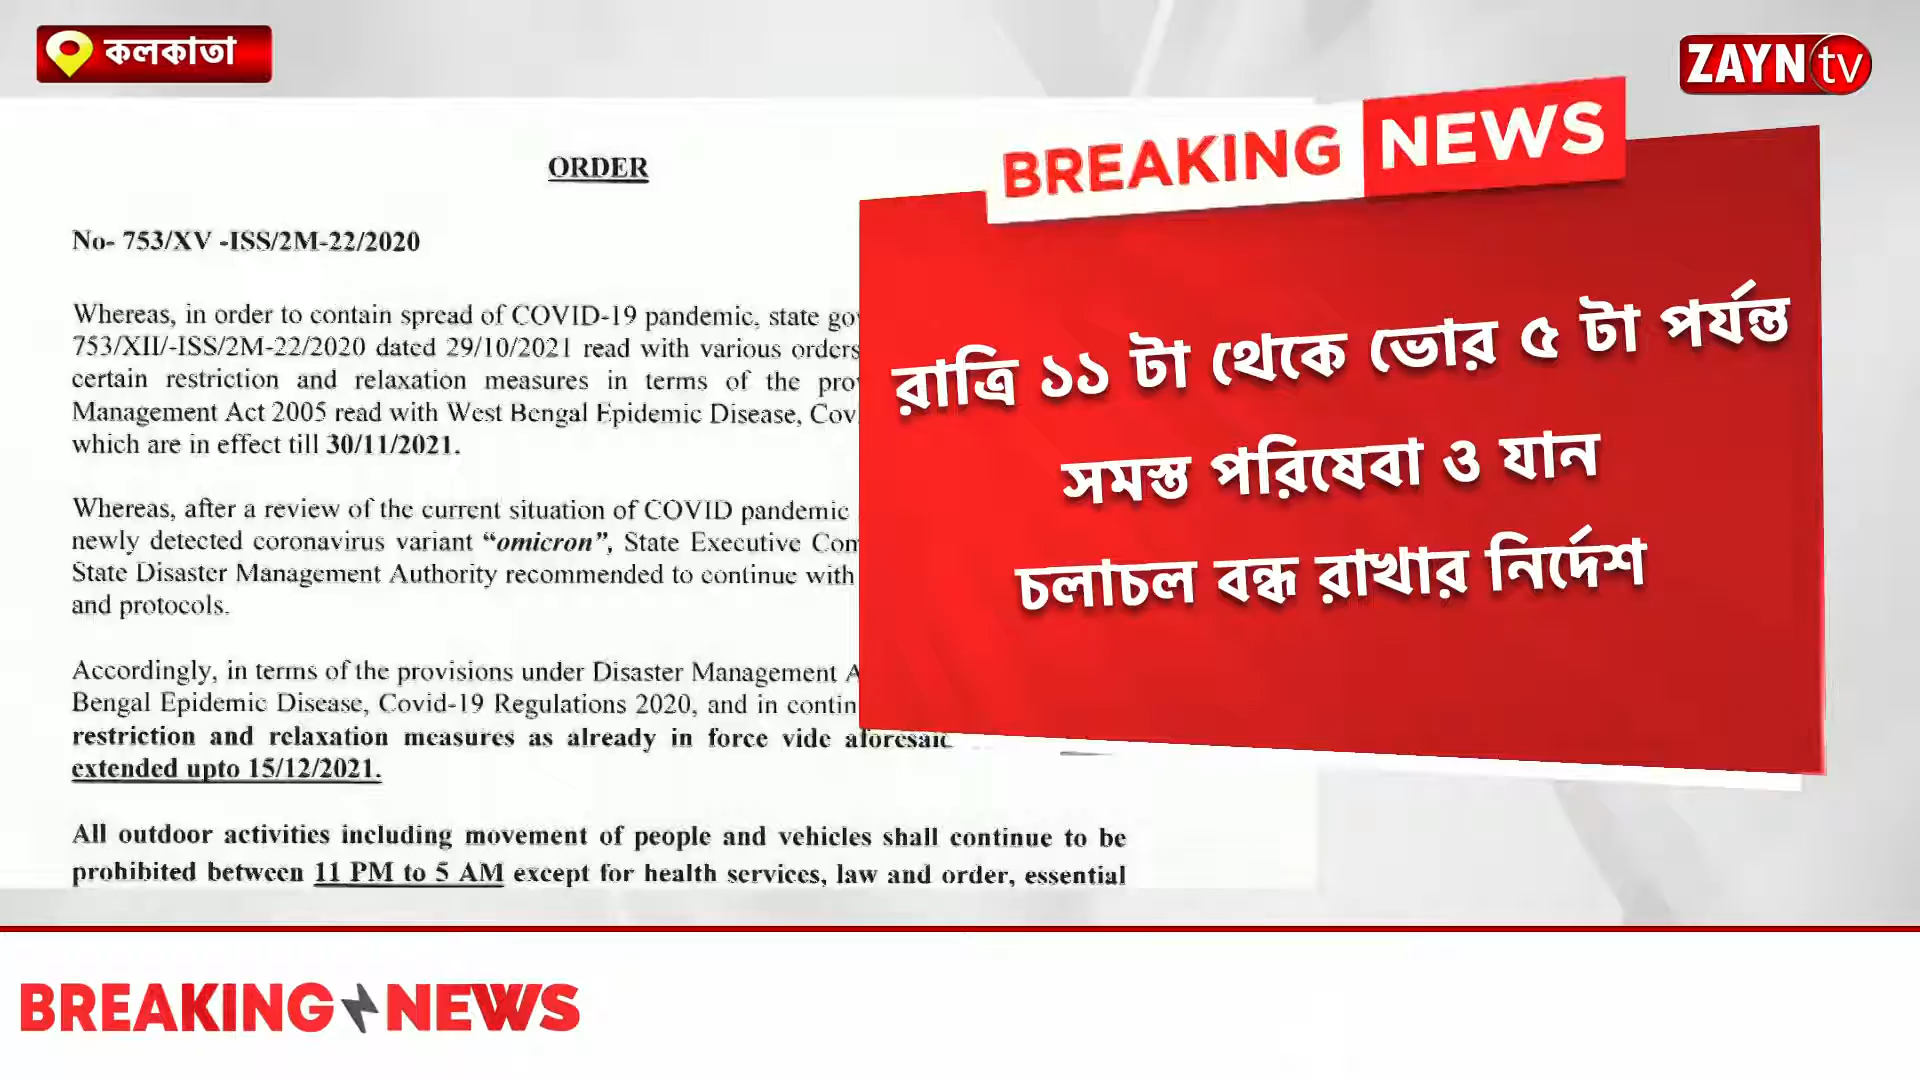 কলকাতা
ZAYN tv
BREAKING NEWS
ORDER
No- 753/XV -ISS/2M-22/2020
Whereas, in order to contain spread of COVID-19 pandemic, state
753/XII/-ISS/2M-22/2020 dated 29/10/2021 read with various orders
certain restriction and relaxation measures in terms of the
Management Act 2005 read with West Bengal Epidemic Disease,
which are in effect till 30/11/2021.
Whereas, after a review of the current situation of COVID pandemic
newly detected coronavirus variant “omicron”, State Executive
State Disaster Management Authority recommended to continue with
and protocols.
Accordingly, in terms of the provisions under Disaster Management
Bengal Epidemic Disease, Covid-19 Regulations 2020, and in
restriction and relaxation measures as already in force vide
extended upto 15/12/2021.
All outdoor activities including movement of people and vehicles shall continue to be
prohibited between 11 PM to 5 AM except for health services, law and order, essential
রাত্রি ১১ টা থেকে ভোর ৫ টা পর্যন্ত
সমস্ত পরিষেবা ও যান
চলাচল বন্ধ রাখার নির্দেশ
BREAKING NEWS